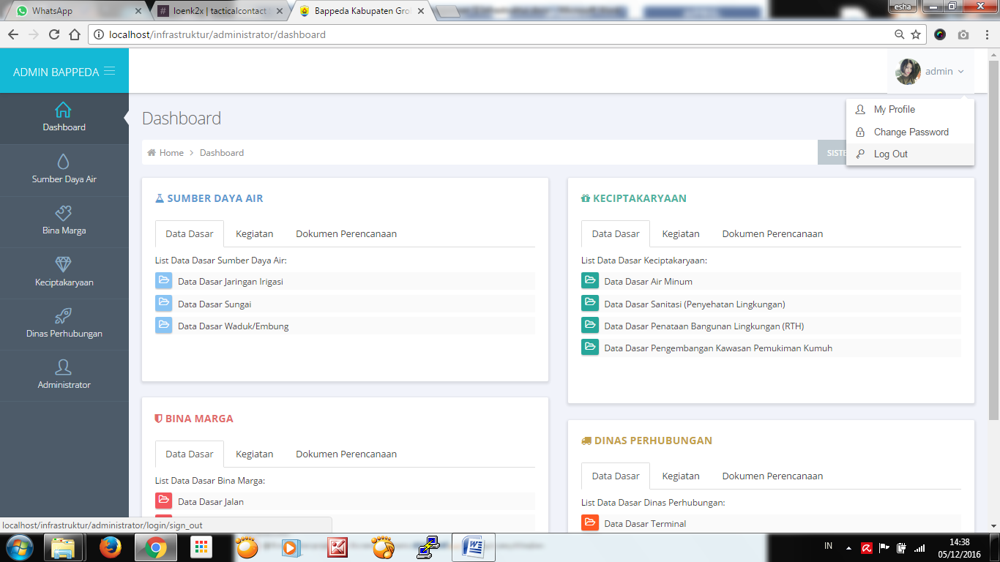 WhatsApp
loenk2x | tacticalcontact
Bappeda Kabupaten Gro
esha
localhost/infrastruktur/administrator/dashboard
ADMIN BAPPEDA
admin
My Profile
Change Password
Log Out
Dashboard
Sumber Daya Air
Bina Marga
Keciptakaryaan
Dinas Perhubungan
Administrator
Dashboard
Home > Dashboard
SISTE
SUMBER DAYA AIR
Data Dasar Kegiatan Dokumen Perencanaan
List Data Dasar Sumber Daya Air:
Data Dasar Jaringan Irigasi
Data Dasar Sungai
Data Dasar Waduk/Embung
KECIPTAKARYAAN
Data Dasar Kegiatan Dokumen Perencanaan
List Data Dasar Keciptakaryaan:
Data Dasar Air Minum
Data Dasar Sanitasi (Penyehatan Lingkungan)
Data Dasar Penataan Bangunan Lingkungan (RTH)
Data Dasar Pengembangan Kawasan Pemukiman Kumuh
BINA MARGA
Data Dasar Kegiatan Dokumen Perencanaan
List Data Dasar Bina Marga:
Data Dasar Jalan
DINAS PERHUBUNGAN
Data Dasar Kegiatan Dokumen Perencanaan
List Data Dasar Dinas Perhubungan:
Data Dasar Terminal
localhost/infrastruktur/administrator/login/sign_out
IN
14:38
05/12/2016